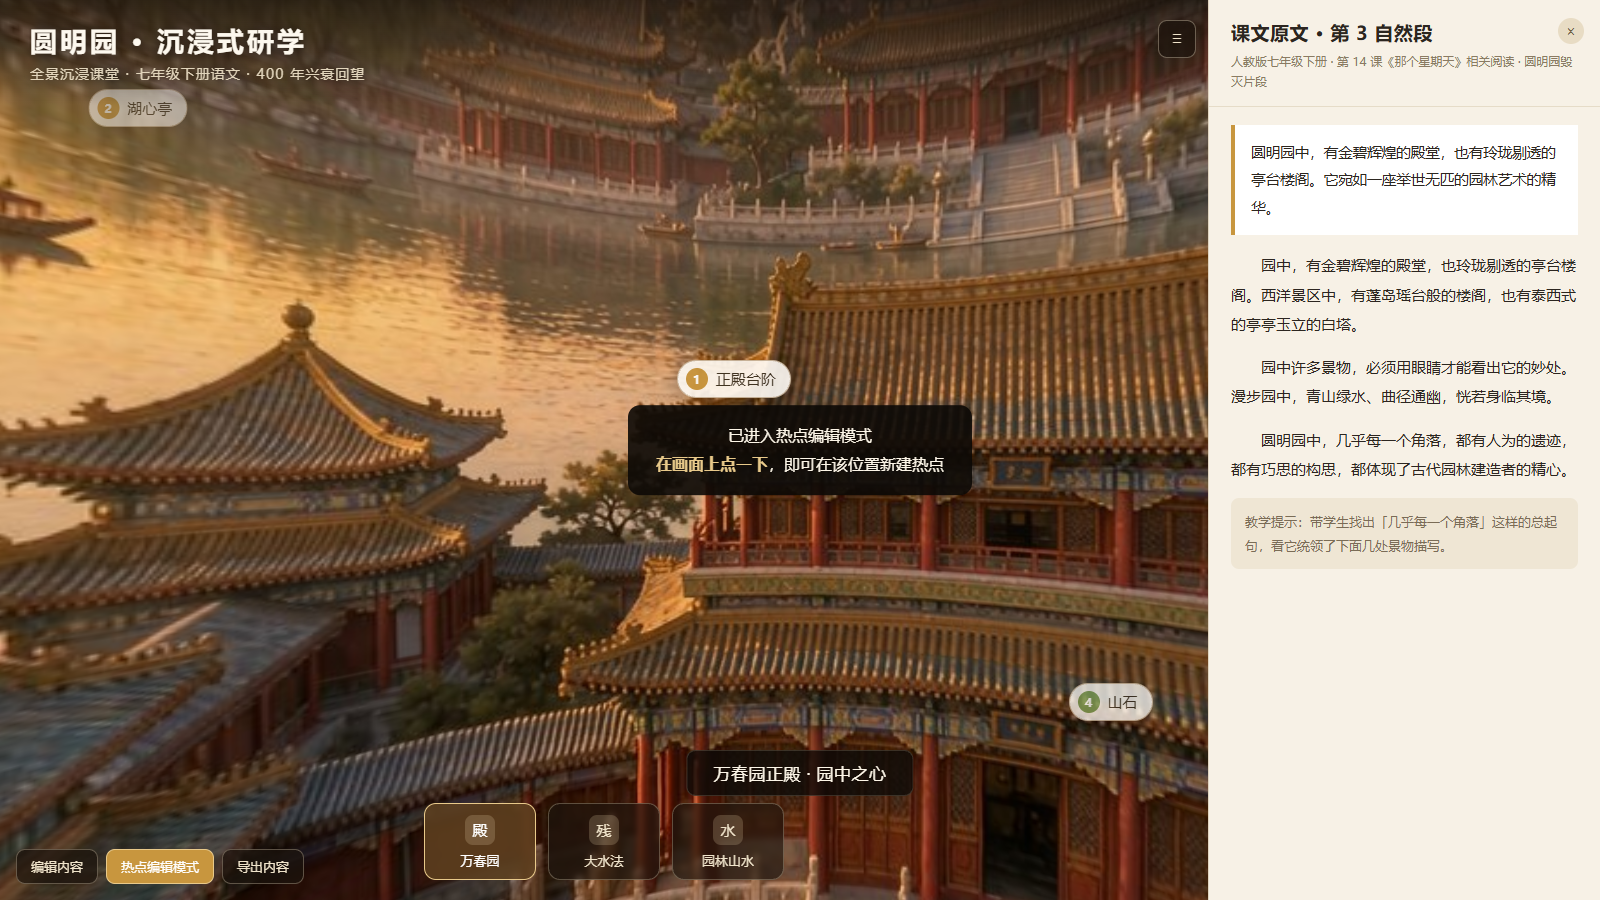 圆明园 · 沉浸式研学
全景沉浸课堂 · 七年级下册语文 · 400 年兴衰回望
2 湖心亭
☰
1 正殿台阶
已进入热点编辑模式
在画面上点一下，即可在该位置新建热点
4 山石
万春园正殿 · 园中之心
殿
万春园
残
大水法
水
园林山水
编辑内容
热点编辑模式
导出内容
课文原文 · 第 3 自然段
×
人教版七年级下册 · 第 14 课《那个星期天》相关阅读 · 圆明园毁
灭片段
圆明园中，有金碧辉煌的殿堂，也有玲珑剔透的
亭台楼阁。它宛如一座举世无匹的园林艺术的精
华。
园中，有金碧辉煌的殿堂，也玲珑剔透的亭台楼
阁。西洋景区中，有蓬岛瑶台般的楼阁，也有泰西式
的亭亭玉立的白塔。
园中许多景物，必须用眼睛才能看出它的妙处。
漫步园中，青山绿水、曲径通幽，恍若身临其境。
圆明园中，几乎每一个角落，都有人为的遗迹，
都有巧思的构思，都体现了古代园林建造者的精心。
教学提示：带学生找出「几乎每一个角落」这样的总起
句，看它统领了下面几处景物描写。